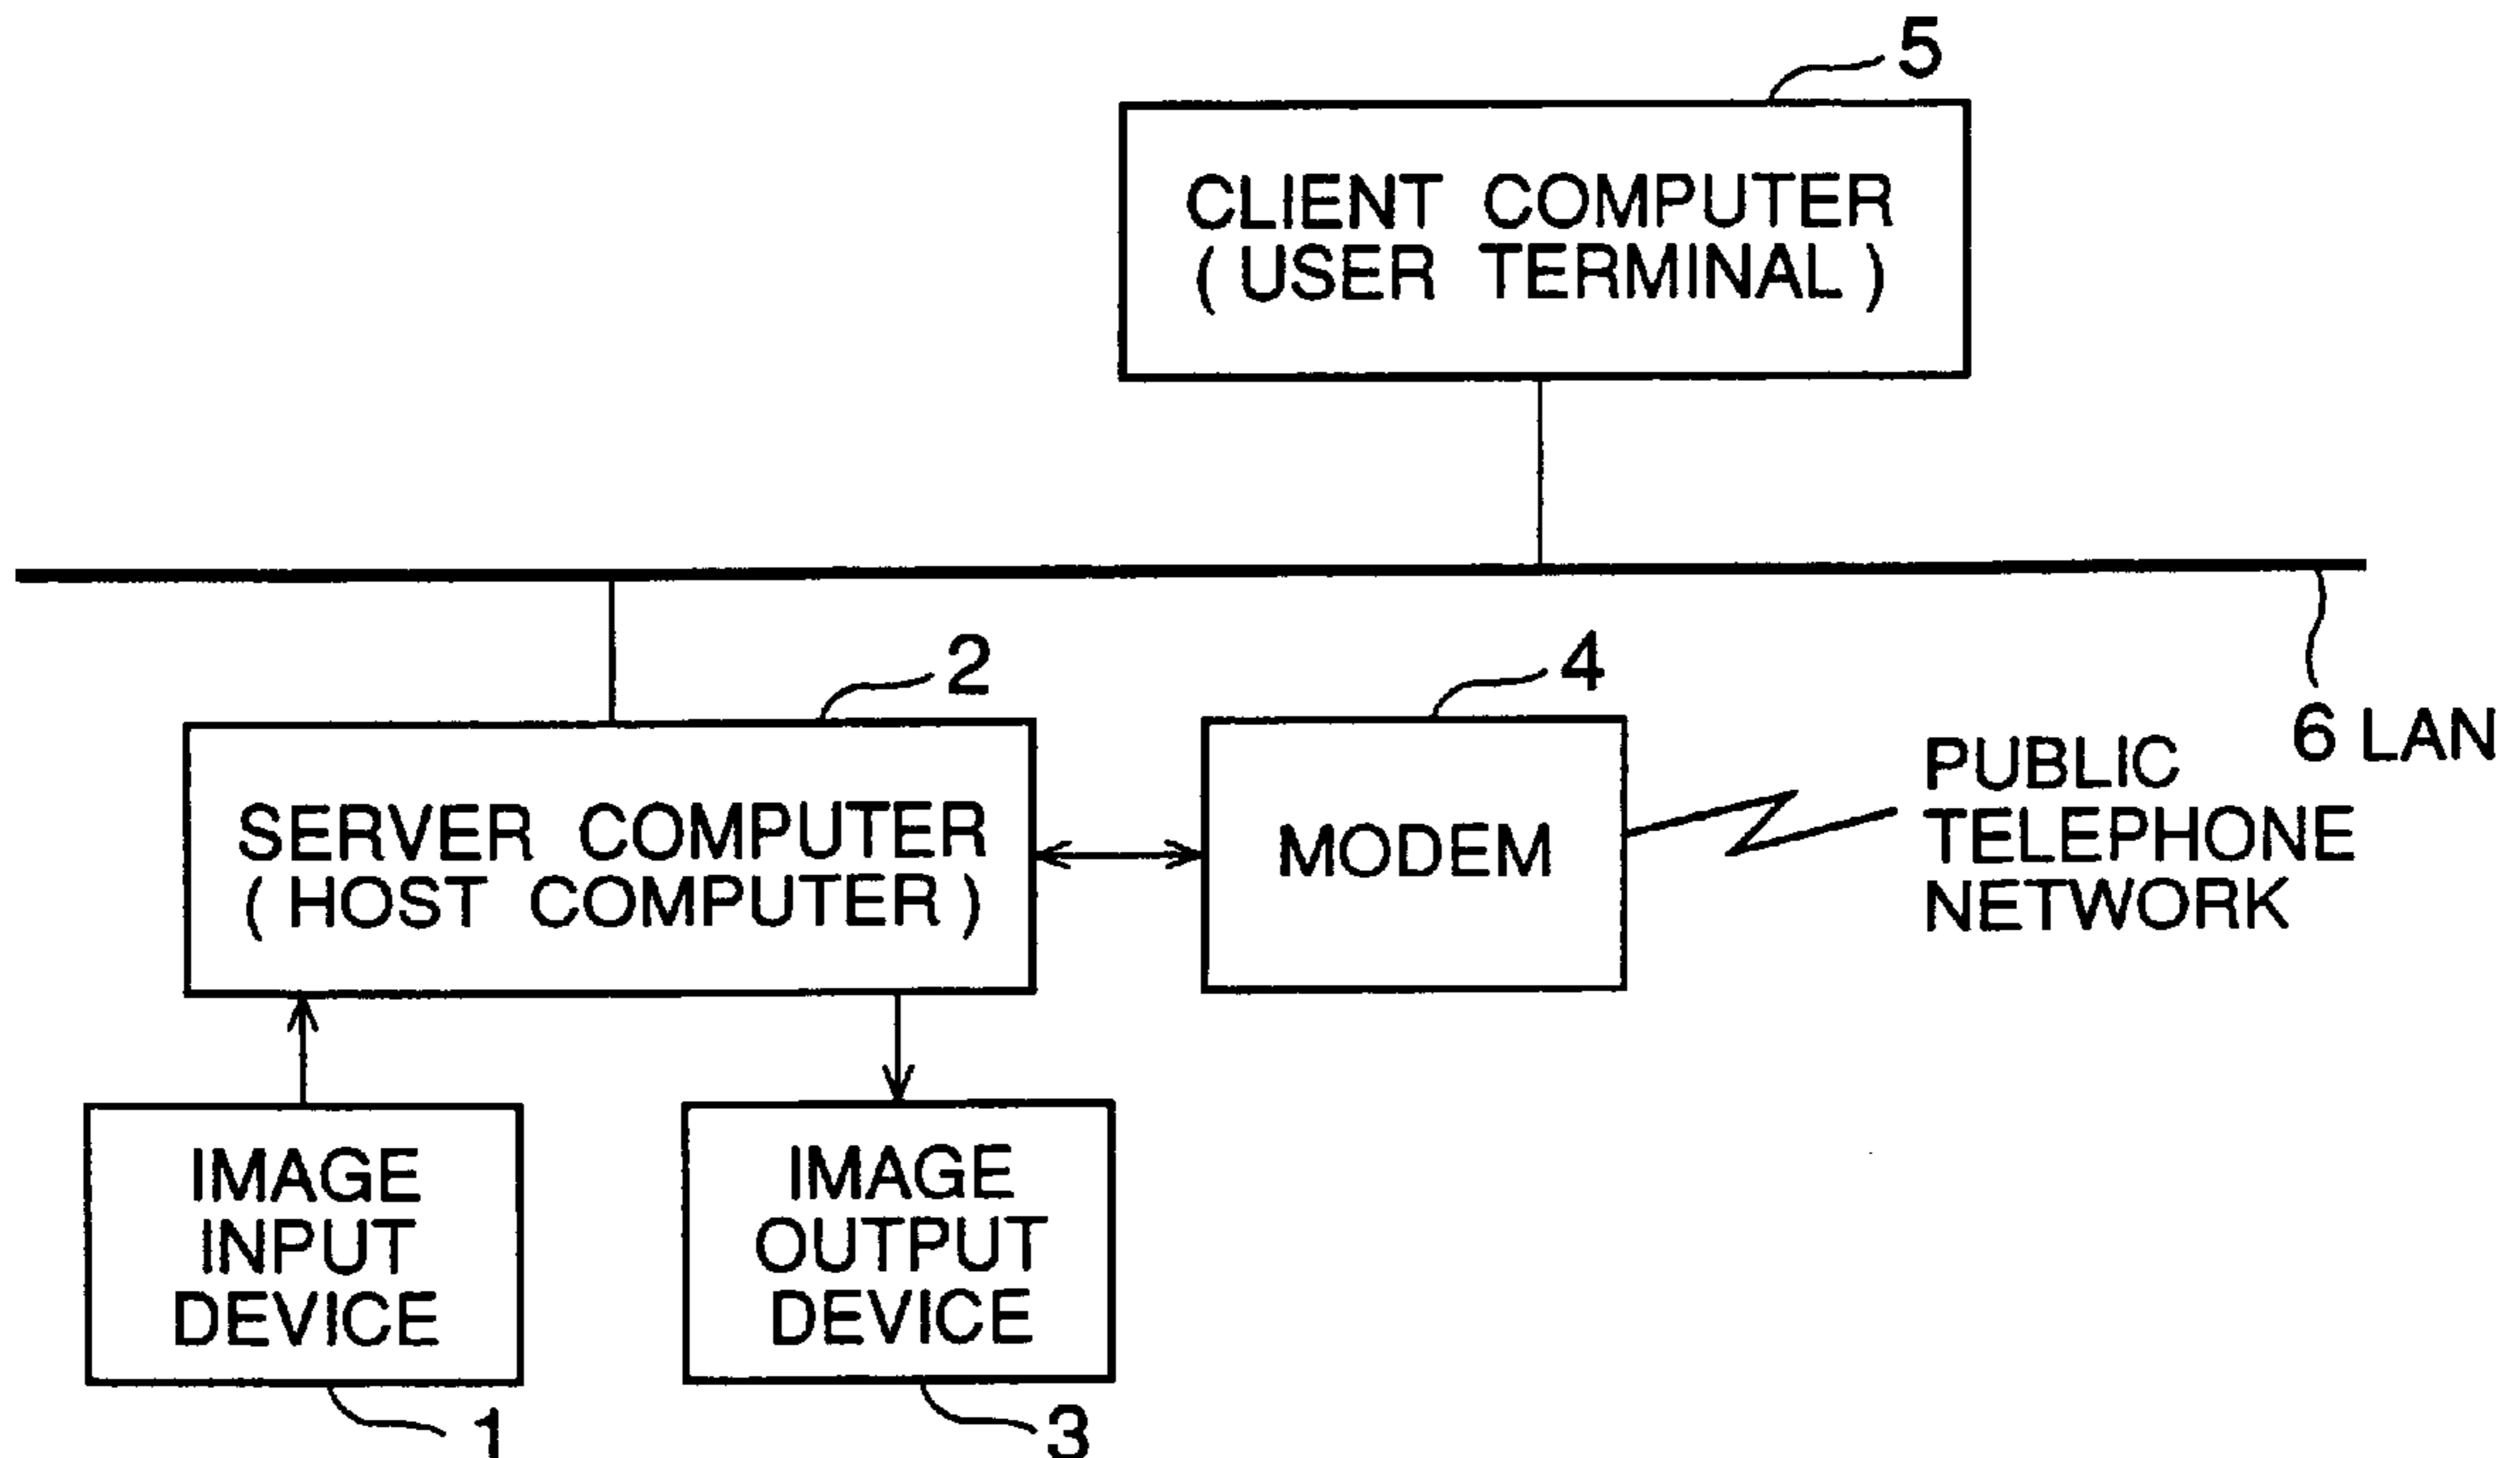 5
CLIENT COMPUTER
( USER TERMINAL )
2
4
6 LAN
SERVER COMPUTER
( HOST COMPUTER )
MODEM
PUBLIC
TELEPHONE
NETWORK
IMAGE
INPUT
DEVICE
IMAGE
OUTPUT
DEVICE
1
3